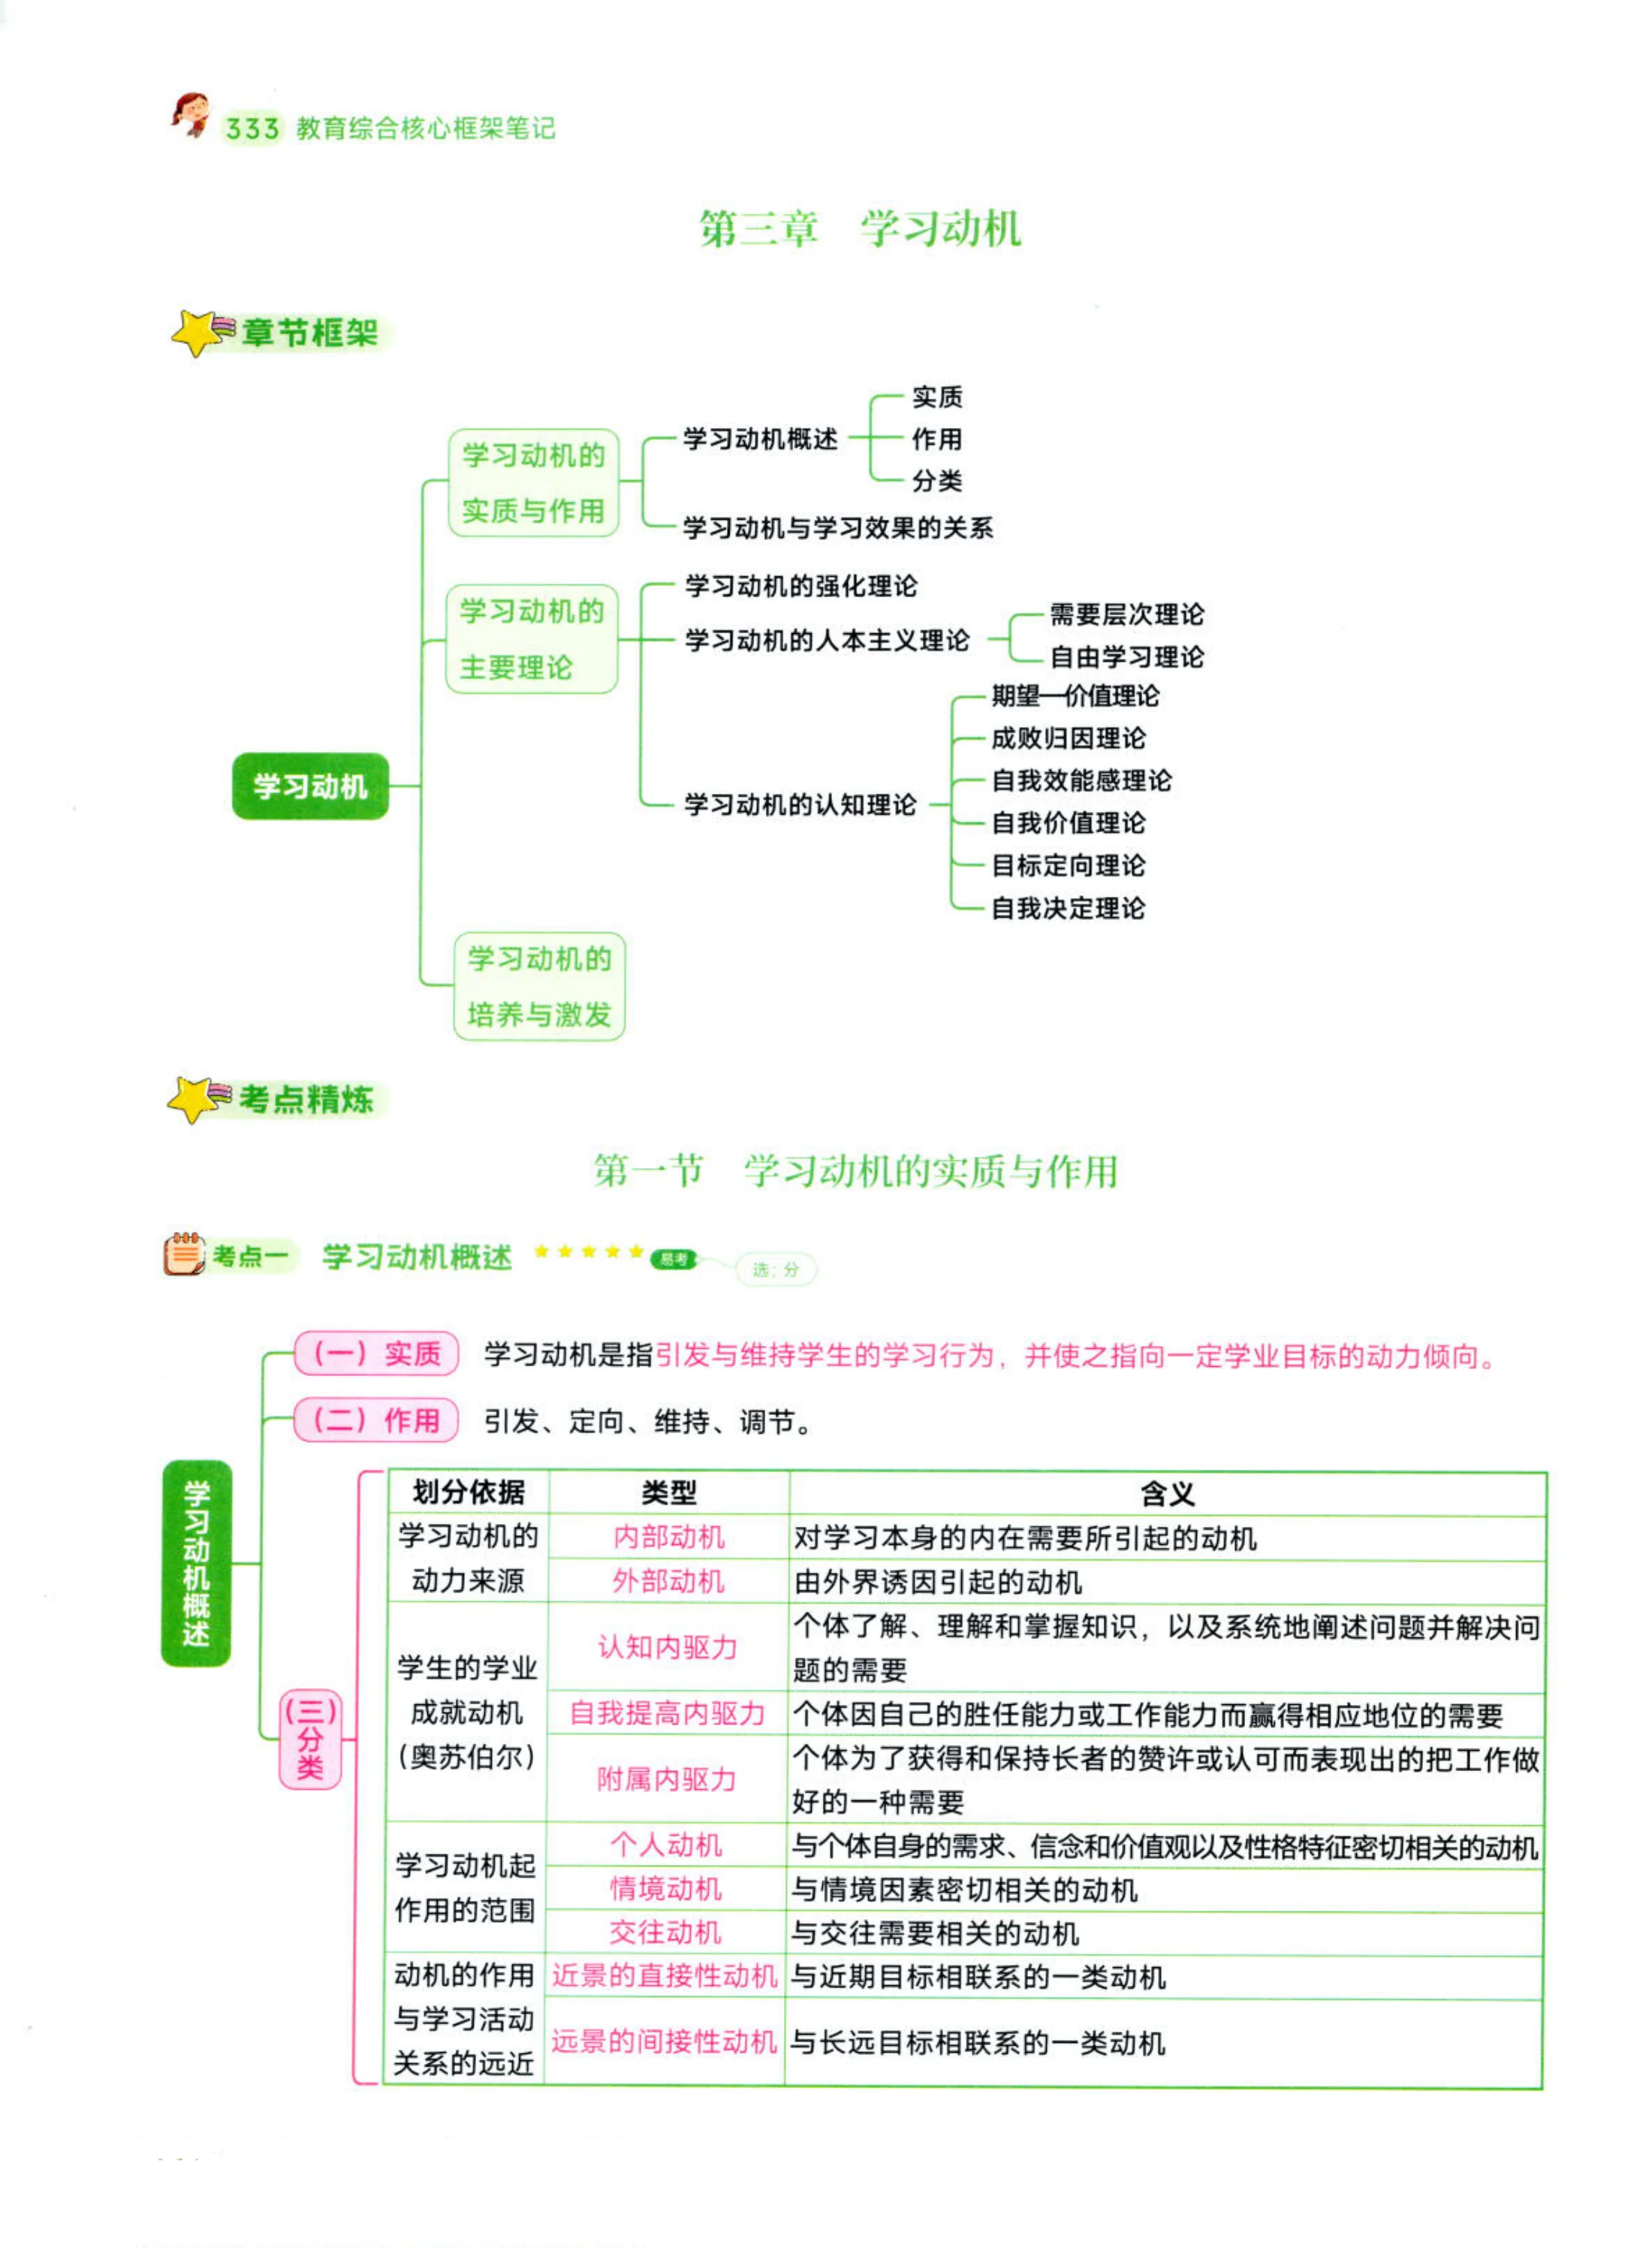 333 教育综合核心框架笔记
第三章 学习动机
章节框架
学习动机
学习动机的
实质与作用
学习动机概述
实质
作用
分类
学习动机与学习效果的关系
学习动机的
主要理论
学习动机的强化理论
学习动机的人本主义理论
需要层次理论
自由学习理论
学习动机的认知理论
期望—价值理论
成败归因理论
自我效能感理论
自我价值理论
目标定向理论
自我决定理论
学习动机的
培养与激发
考点精炼
第一节 学习动机的实质与作用
考点一 学习动机概述 ★★★★★ 易考 选：分
学习动机概述
（一）实质 学习动机是指引发与维持学生的学习行为，并使之指向一定学业目标的动力倾向。
（二）作用 引发、定向、维持、调节。
（三）分类
划分依据 类型 含义
学习动机的
动力来源
内部动机 对学习本身的内在需要所引起的动机
外部动机 由外界诱因引起的动机
学生的学业
成就动机
（奥苏伯尔）
认知内驱力 个体了解、理解和掌握知识，以及系统地阐述问题并解决问
题的需要
自我提高内驱力 个体因自己的胜任能力或工作能力而赢得相应地位的需要
附属内驱力 个体为了获得和保持长者的赞许或认可而表现出的把工作做
好的一种需要
学习动机起
作用的范围
个人动机 与个体自身的需求、信念和价值观以及性格特征密切相关的动机
情境动机 与情境因素密切相关的动机
交往动机 与交往需要相关的动机
动机的作用
与学习活动
关系的远近
近景的直接性动机 与近期目标相联系的一类动机
远景的间接性动机 与长远目标相联系的一类动机